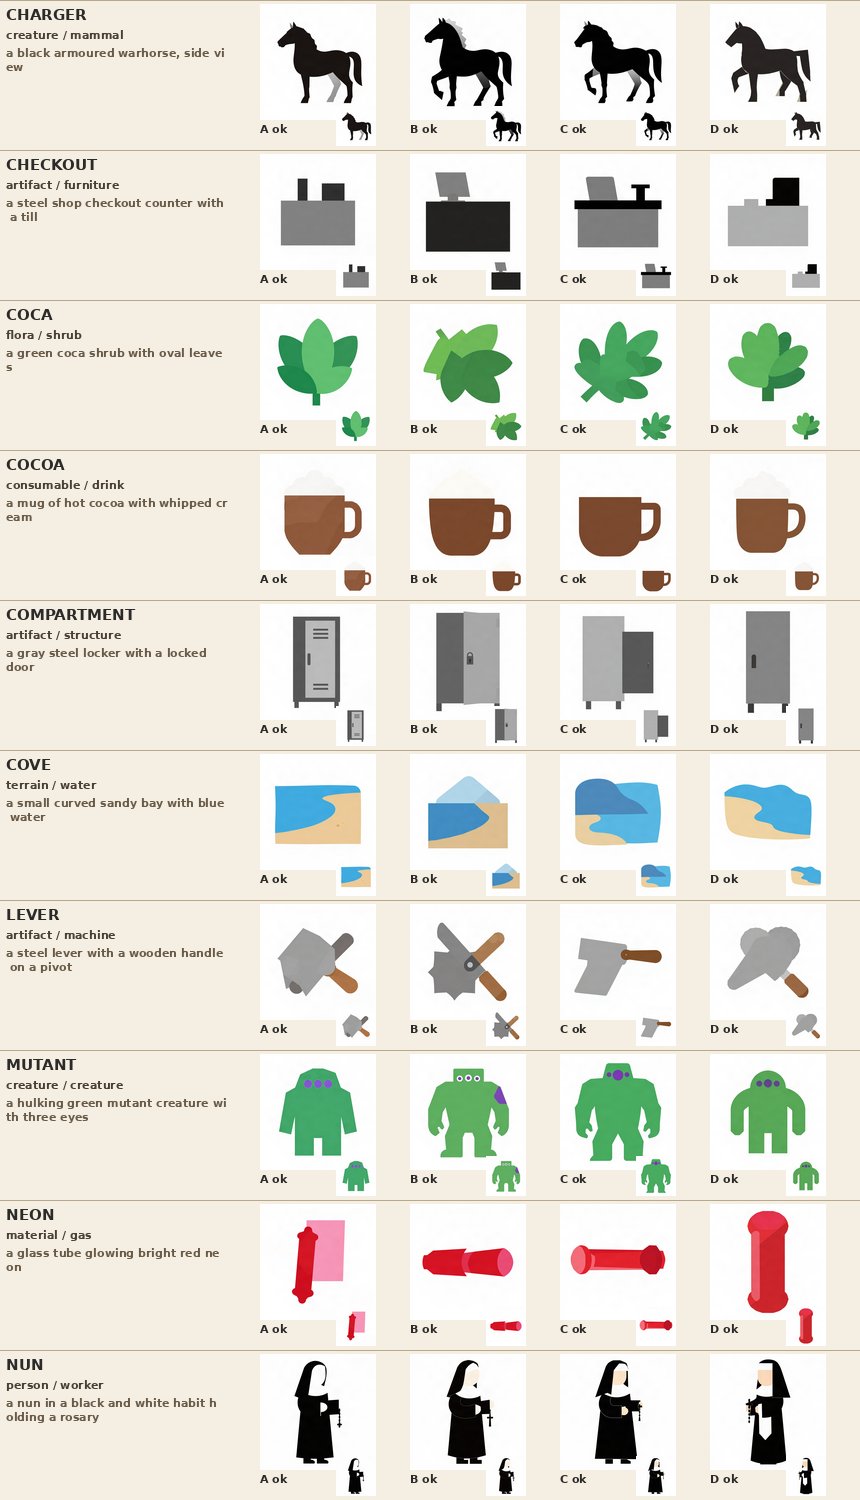 CHARGER
creature / mammal
a black armoured warhorse, side vi
ew
A ok
B ok
C ok
D ok
CHECKOUT
artifact / furniture
a steel shop checkout counter with
a till
A ok
B ok
C ok
D ok
COCA
flora / shrub
a green coca shrub with oval leave
s
A ok
B ok
C ok
D ok
COCOA
consumable / drink
a mug of hot cocoa with whipped cr
eam
A ok
B ok
C ok
D ok
COMPARTMENT
artifact / structure
a gray steel locker with a locked
door
A ok
B ok
C ok
D ok
COVE
terrain / water
a small curved sandy bay with blue
water
A ok
B ok
C ok
D ok
LEVER
artifact / machine
a steel lever with a wooden handle
on a pivot
A ok
B ok
C ok
D ok
MUTANT
creature / creature
a hulking green mutant creature wi
th three eyes
A ok
B ok
C ok
D ok
NEON
material / gas
a glass tube glowing bright red ne
on
A ok
B ok
C ok
D ok
NUN
person / worker
a nun in a black and white habit h
olding a rosary
A ok
B ok
C ok
D ok